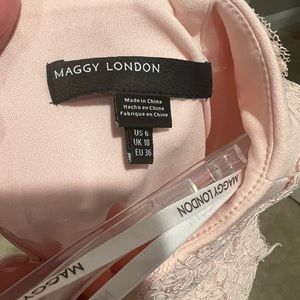 MAGGY LONDON
Made in China
Hecho en China
Fabrique en Chine
US 6
UK 10
EU 36
MAGGY LONDON
MAGGY